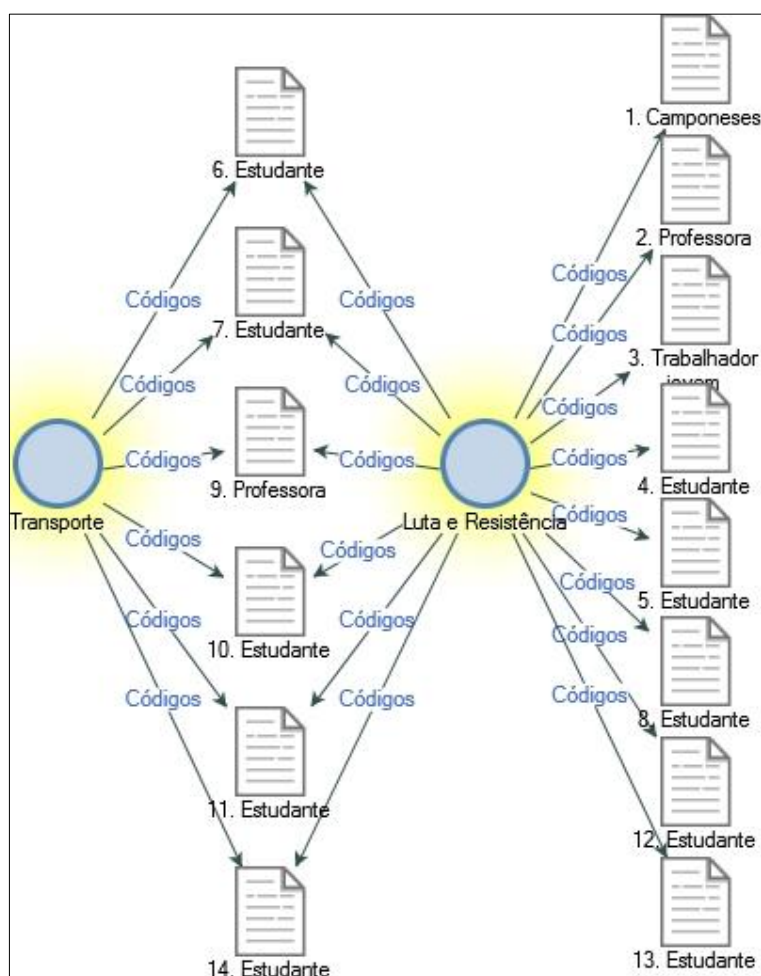 1. Camponeses
6. Estudante
2. Professora
Códigos
Códigos
Códigos
Códigos
7. Estudante
3. Trabalhador
jovem
Códigos
Códigos
Códigos
Códigos
Códigos
Códigos
Códigos
9. Professora
4. Estudante
Transporte
Luta e Resistência
Códigos
Códigos
Códigos
Códigos
5. Estudante
Códigos
Códigos
Códigos
10. Estudante
Códigos
Códigos
Códigos
8. Estudante
11. Estudante
12. Estudante
14. Estudante
13. Estudante